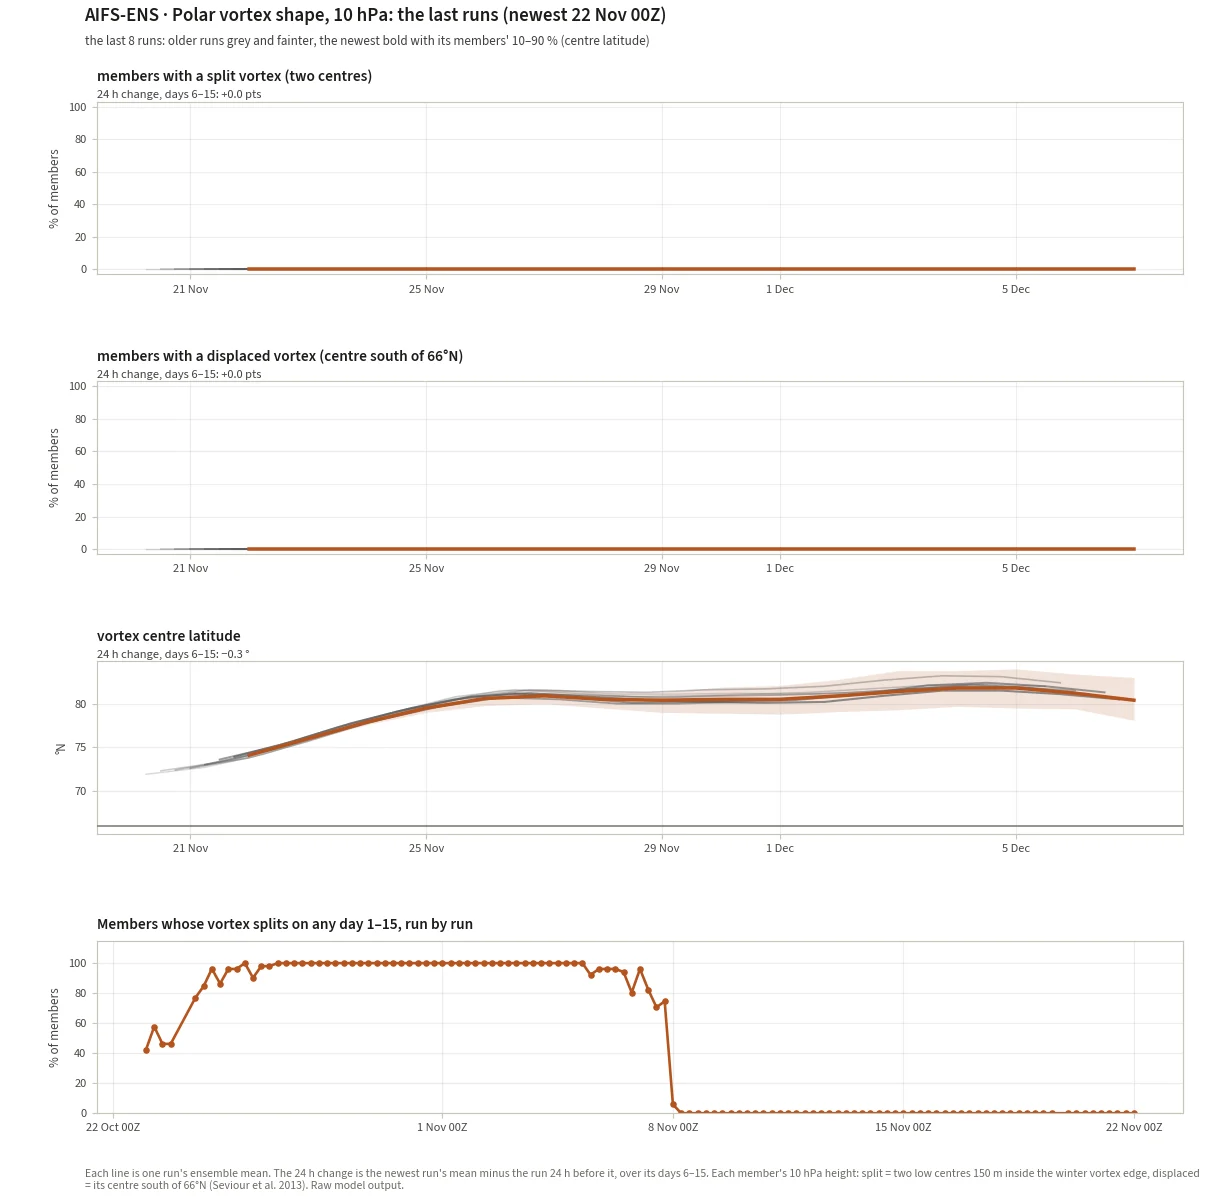 AIFS-ENS · Polar vortex shape, 10 hPa: the last runs (newest 22 Nov 00Z)
the last 8 runs: older runs grey and fainter, the newest bold with its members' 10–90 % (centre latitude)
members with a split vortex (two centres)
24 h change, days 6–15: +0.0 pts
100
80
60
40
20
0
% of members
21 Nov
25 Nov
29 Nov
1 Dec
5 Dec
members with a displaced vortex (centre south of 66°N)
24 h change, days 6–15: +0.0 pts
100
80
60
40
20
0
% of members
21 Nov
25 Nov
29 Nov
1 Dec
5 Dec
vortex centre latitude
24 h change, days 6–15: −0.3 °
80
75
70
°N
21 Nov
25 Nov
29 Nov
1 Dec
5 Dec
Members whose vortex splits on any day 1–15, run by run
100
80
60
40
20
0
% of members
22 Oct 00Z
1 Nov 00Z
8 Nov 00Z
15 Nov 00Z
22 Nov 00Z
Each line is one run's ensemble mean. The 24 h change is the newest run's mean minus the run 24 h before it, over its days 6–15. Each member's 10 hPa height: split = two low centres 150 m inside the winter vortex edge, displaced
= its centre south of 66°N (Seviour et al. 2013). Raw model output.